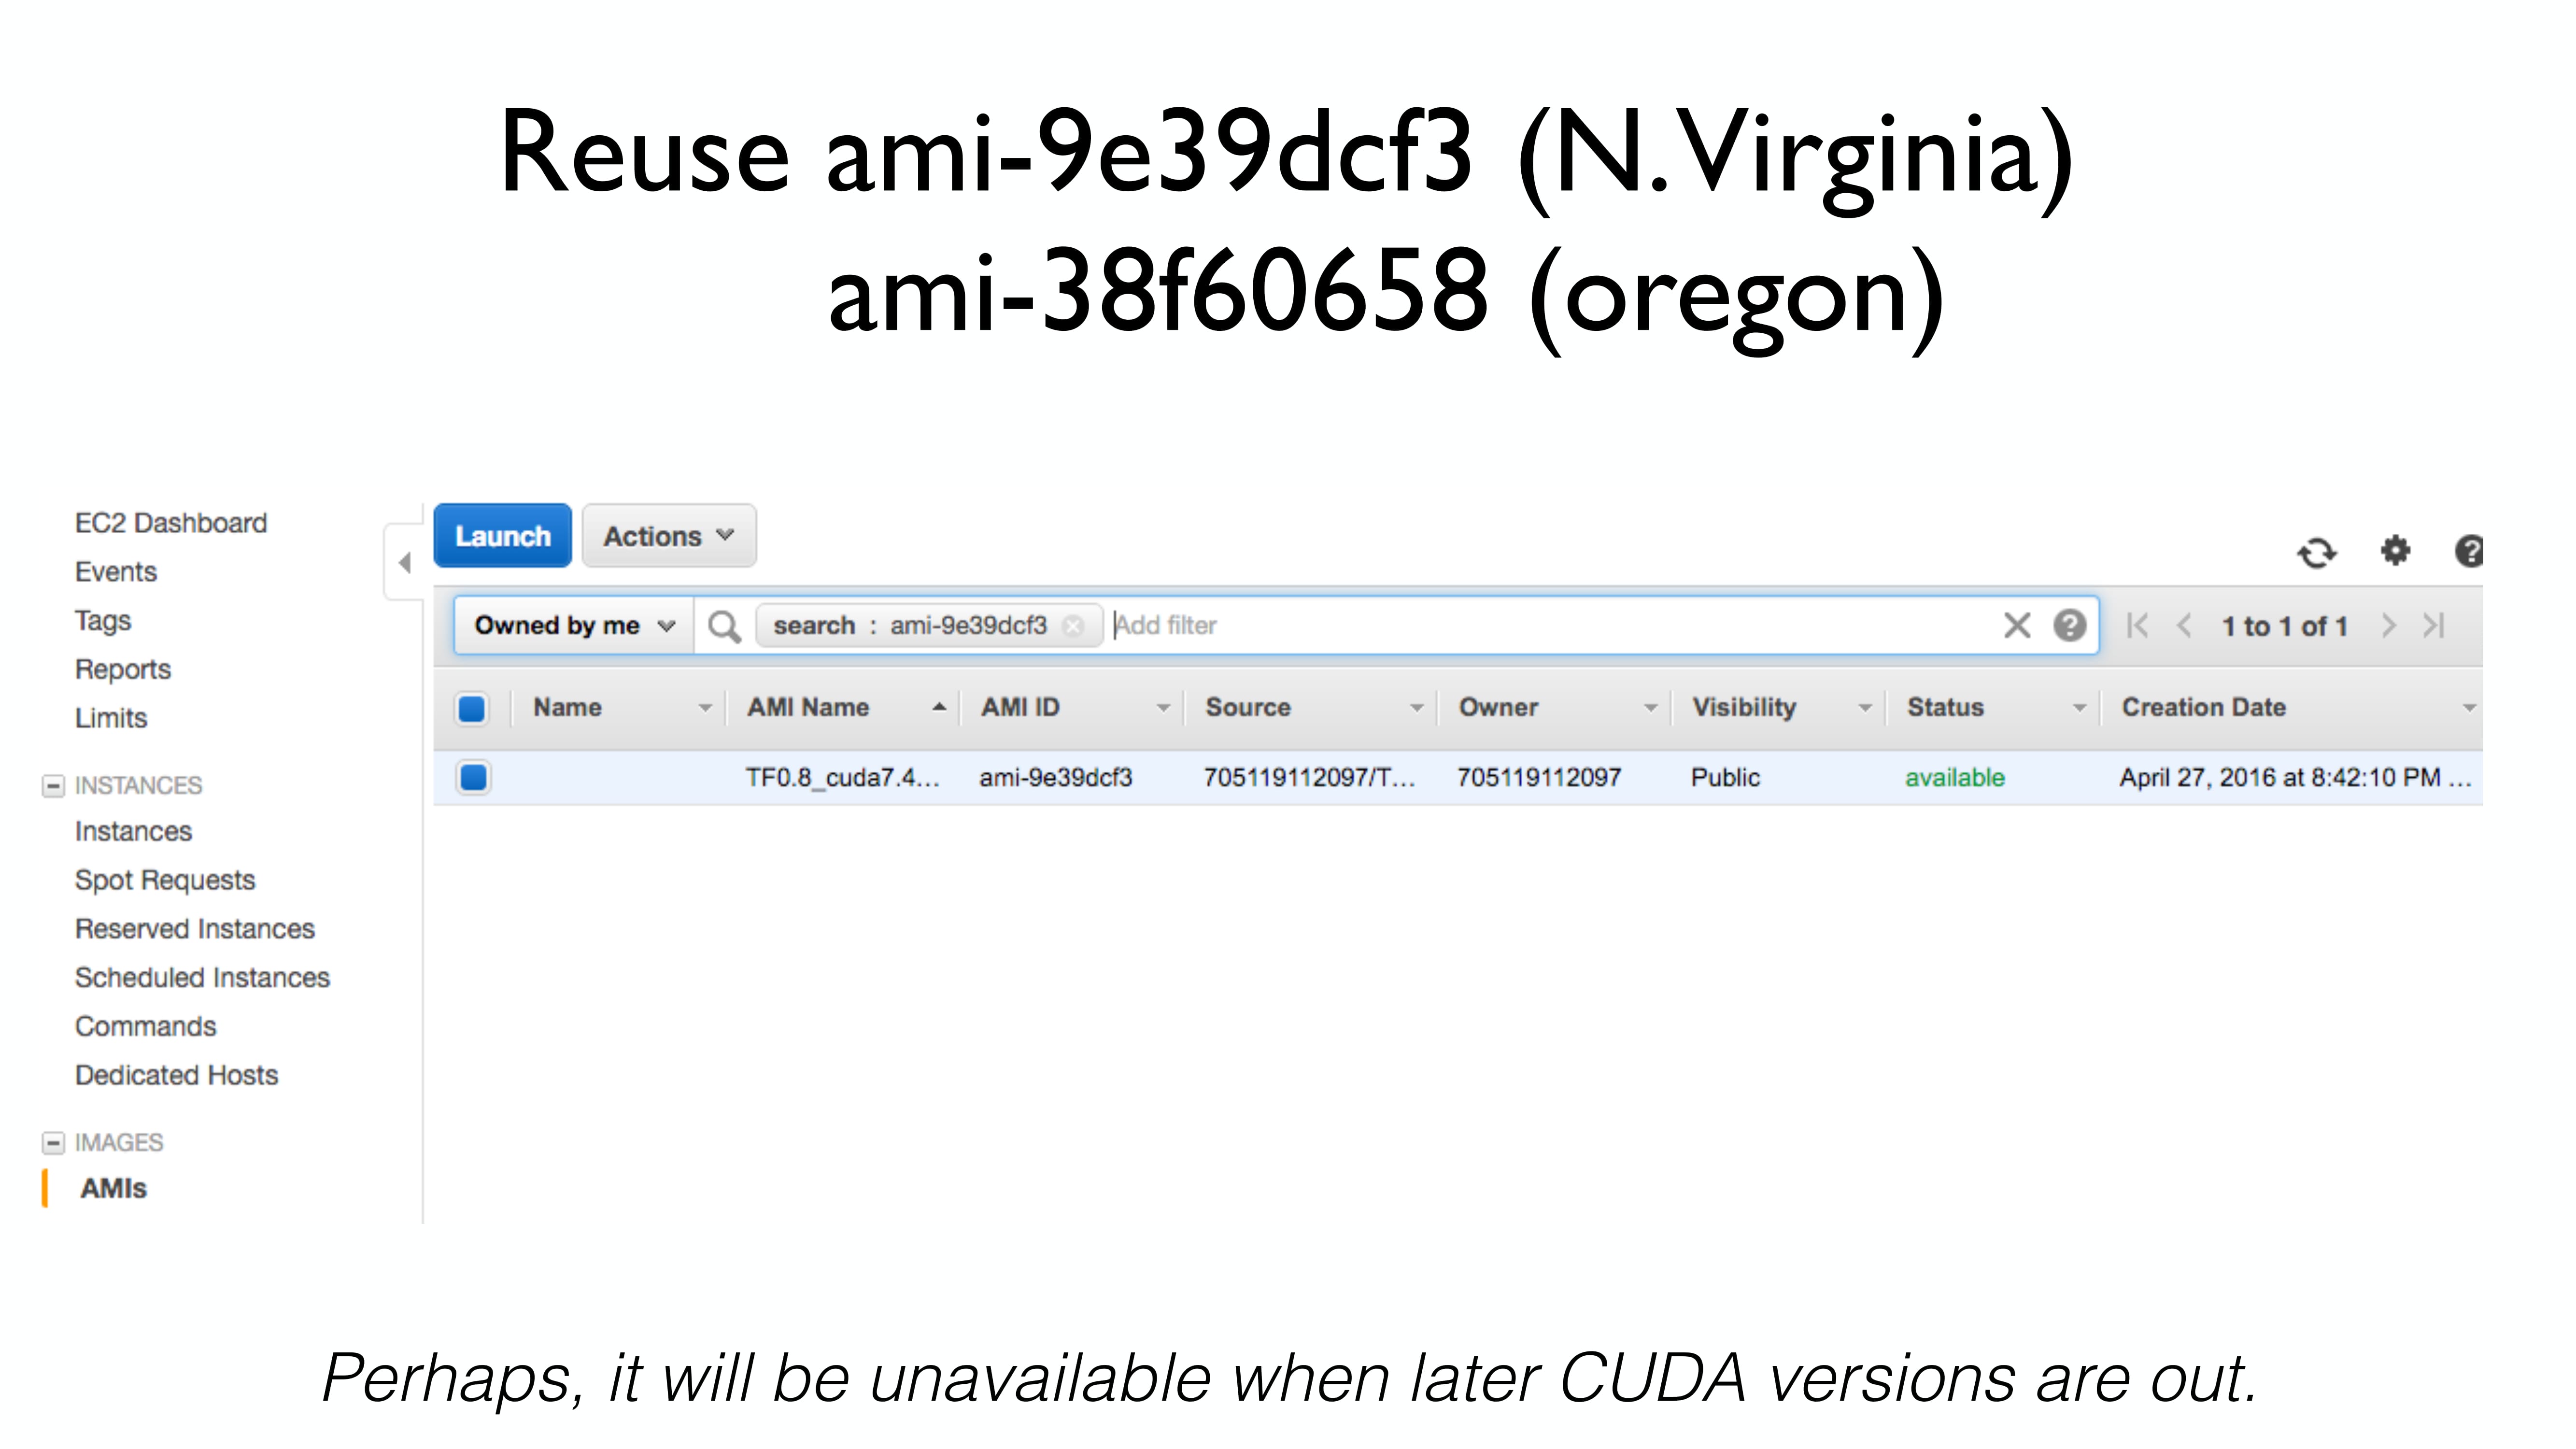 Reuse ami-9e39dcf3 (N. Virginia)
ami-38f60658 (oregon)
EC2 Dashboard
Events
Tags
Reports
Limits
INSTANCES
Instances
Spot Requests
Reserved Instances
Scheduled Instances
Commands
Dedicated Hosts
IMAGES
AMIs
Launch Actions
Owned by me search : ami-9e39dcf3 Add filter 1 to 1 of 1
Name AMI Name AMI ID Source Owner Visibility Status Creation Date
TF0.8_cuda7.4... ami-9e39dcf3 705119112097/T... 705119112097 Public available April 27, 2016 at 8:42:10 PM ...
Perhaps, it will be unavailable when later CUDA versions are out.